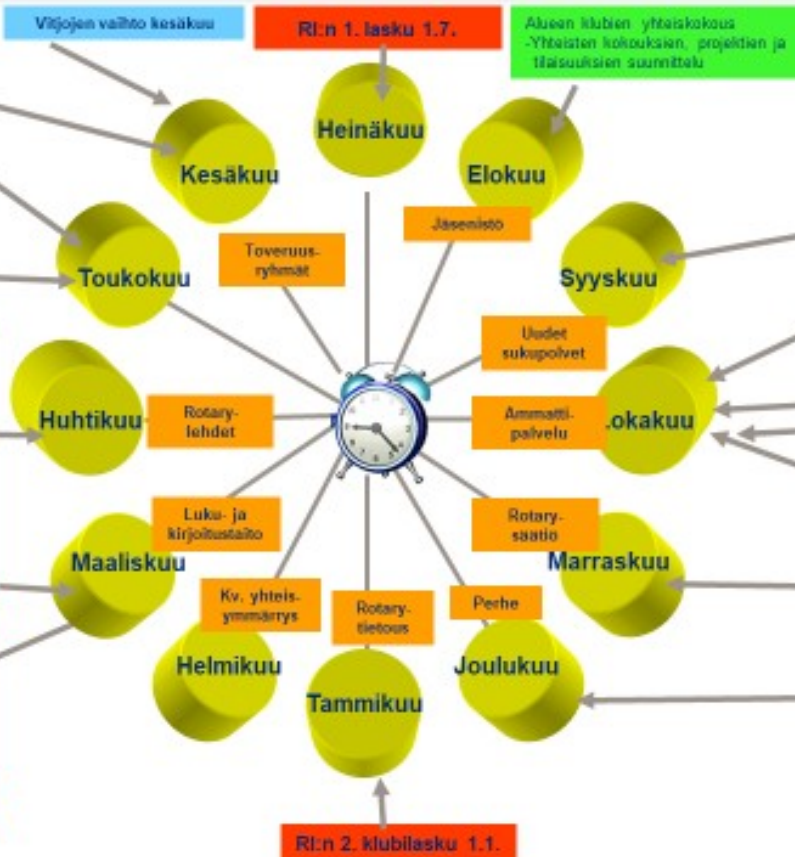 Vitjojen vaihto kesäkuu
RI:n 1. lasku 1.7.
Alueen klubien yhteiskokous
-Yhteisten kokouksien, projektien ja
tilaisuuksien suunnittelu
Heinäkuu
Kesäkuu
Elokuu
Jäsenistö
Toveruus-
ryhmät
Toukokuu
Syyskuu
Uudet
sukupolvet
Huhtikuu
Rotary-
lehdet
Ammatti-
palvelu
okakuu
Luku- ja
kirjoitustaito
Rotary-
säätiö
Maaliskuu
Marraskuu
Kv. yhteis-
ymmärrys
Rotary-
tietous
Perhe
Helmikuu
Joulukuu
Tammikuu
RI:n 2. klubilasku 1.1.